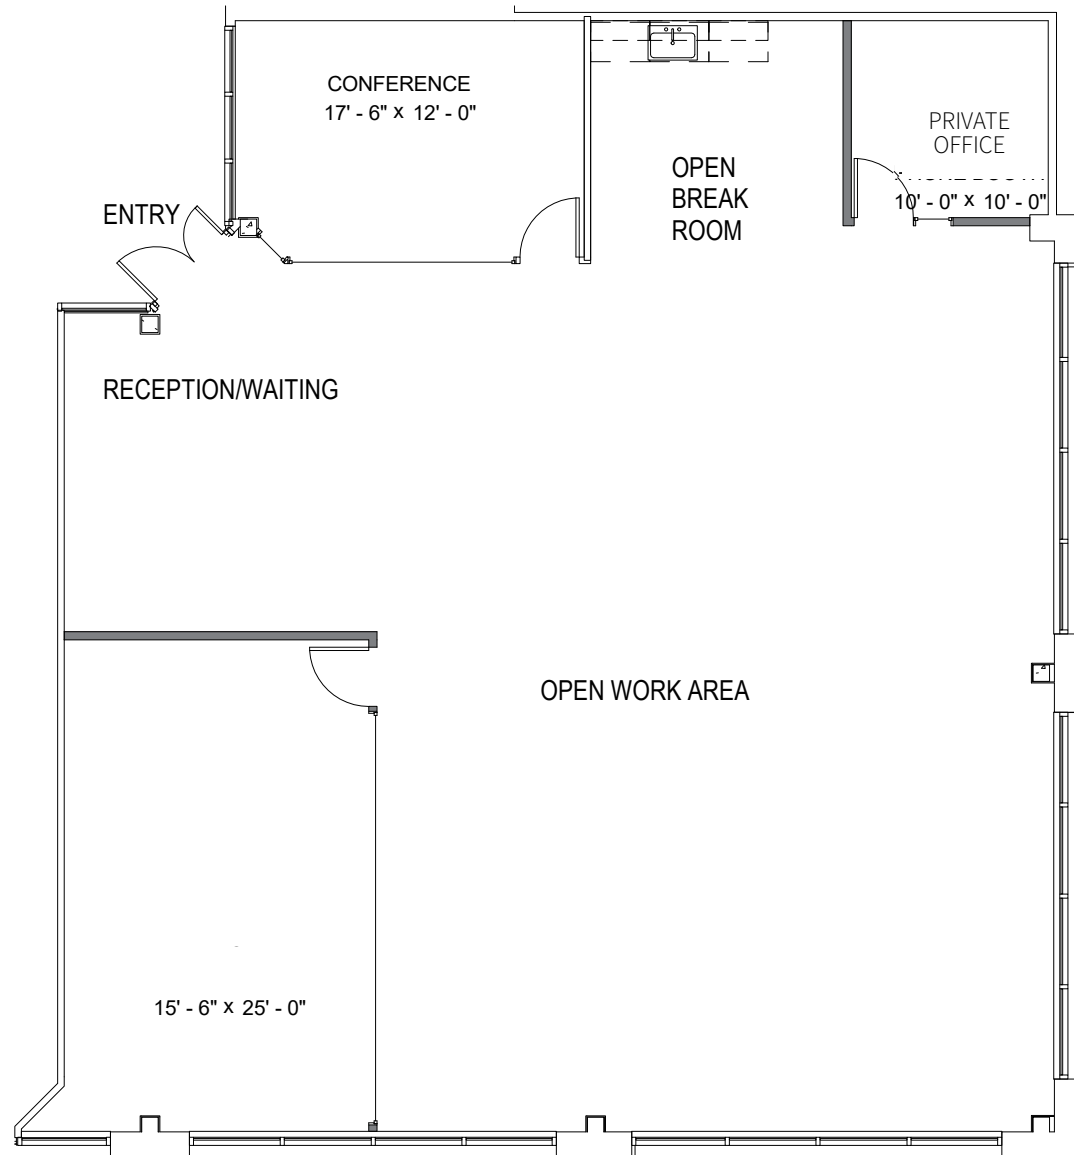 CONFERENCE
17' - 6" x 12' - 0"
PRIVATE
OFFICE
10' - 0" x 10' - 0"
OPEN
BREAK
ROOM
ENTRY
RECEPTION/WAITING
OPEN WORK AREA
15' - 6" x 25' - 0"